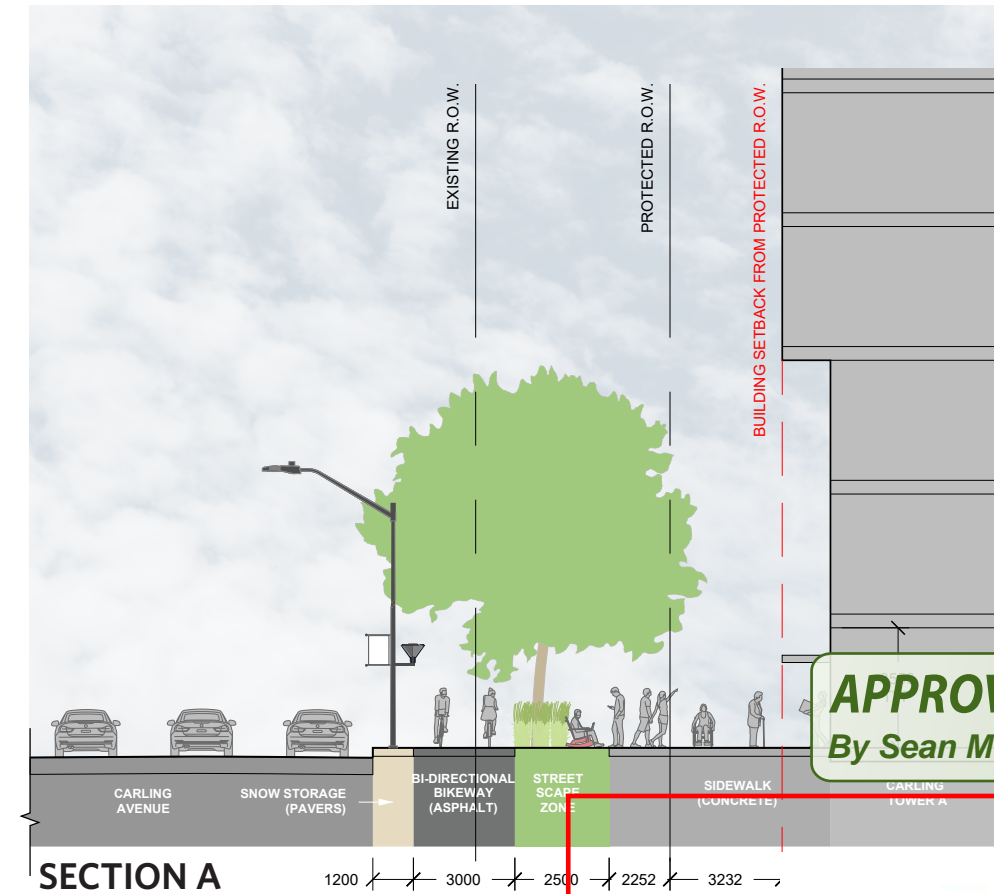 EXISTING R.O.W.
PROTECTED R.O.W.
BUILDING SETBACK FROM PROTECTED R.O.W.
APPROV
By Sean M
CARLING
AVENUE
SNOW STORAGE
(PAVERS)
BI-DIRECTIONAL
BIKEWAY
(ASPHALT)
STREET
SCAPE
ZONE
SIDEWALK
(CONCRETE)
CARLING
TOWER A
SECTION A
1200
3000
2500
2252
3232